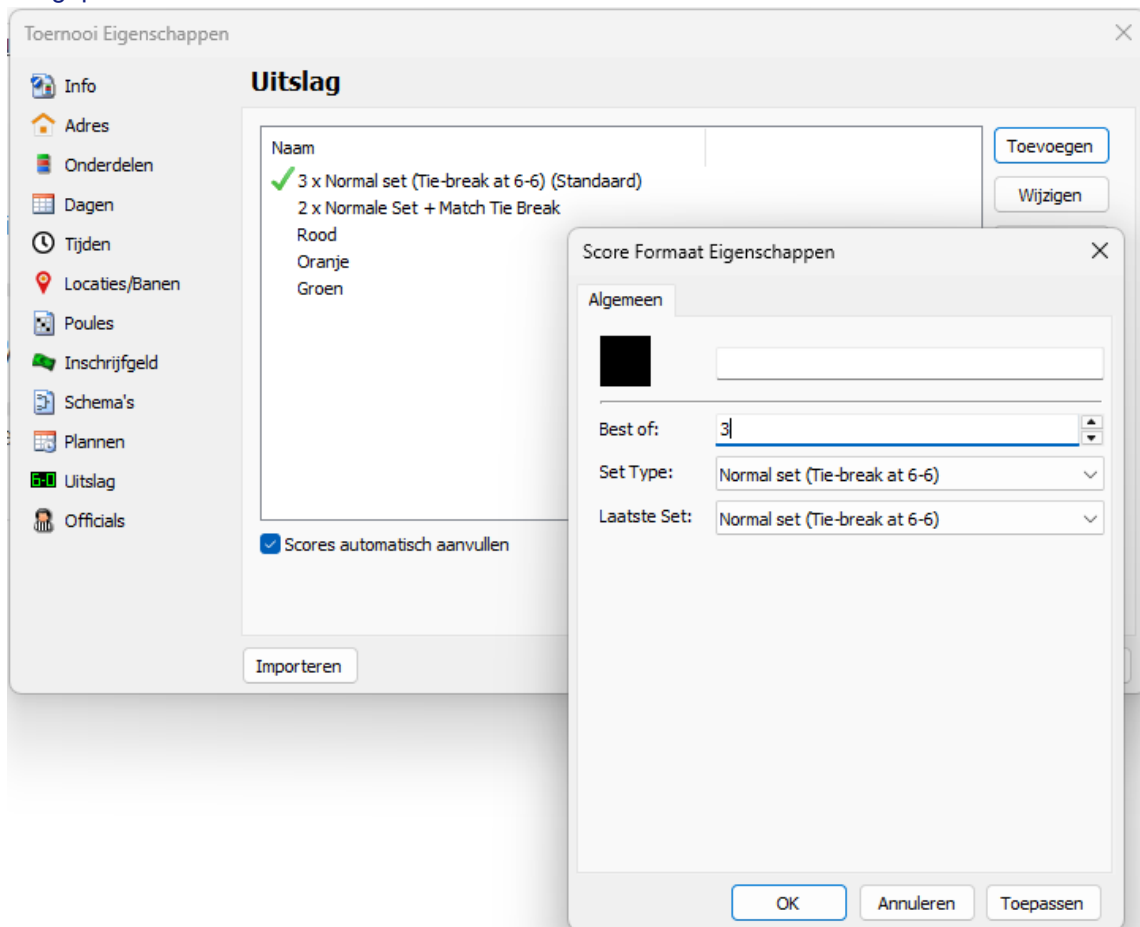 Toernooi Eigenschappen
Info
Adres
Onderdelen
Dagen
Tijden
Locaties/Banen
Poules
Inschrijfgeld
Schema's
Plannen
6-0 Uitslag
Officials
Uitslag
Naam
3 x Normal set (Tie-break at 6-6) (Standaard)
2 x Normale Set + Match Tie Break
Rood
Oranje
Groen
Toevoegen
Wijzigen
Scores automatisch aanvullen
Importeren
Score Formaat Eigenschappen
Algemeen
Best of: 3
Set Type: Normal set (Tie-break at 6-6)
Laatste Set: Normal set (Tie-break at 6-6)
OK Annuleren Toepassen